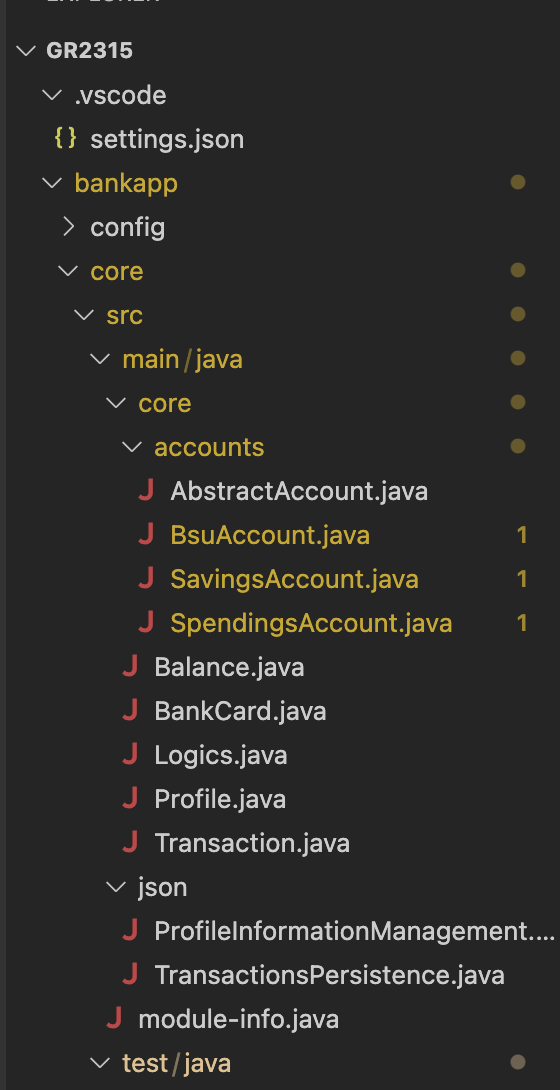 EXPLORER
GR2315
.vscode
{} settings.json
bankapp
config
core
src
main/java
core
accounts
J AbstractAccount.java
J BsuAccount.java 1
J SavingsAccount.java 1
J SpendingsAccount.java 1
J Balance.java
J BankCard.java
J Logics.java
J Profile.java
J Transaction.java
json
J ProfileInformationManagement....
J TransactionsPersistence.java
J module-info.java
test/java